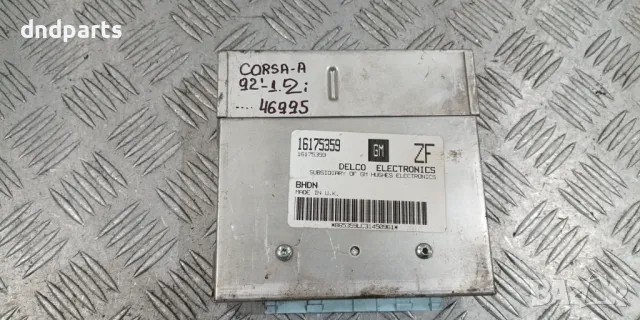 dndparts
CORSA-A
92'-1.2i
.... 46995
16175359
16175359
GM
ZF
DELCO ELECTRONICS
SUBSIDIARY OF GM HUGHES ELECTRONICS
BHDN
MADE IN U.K.